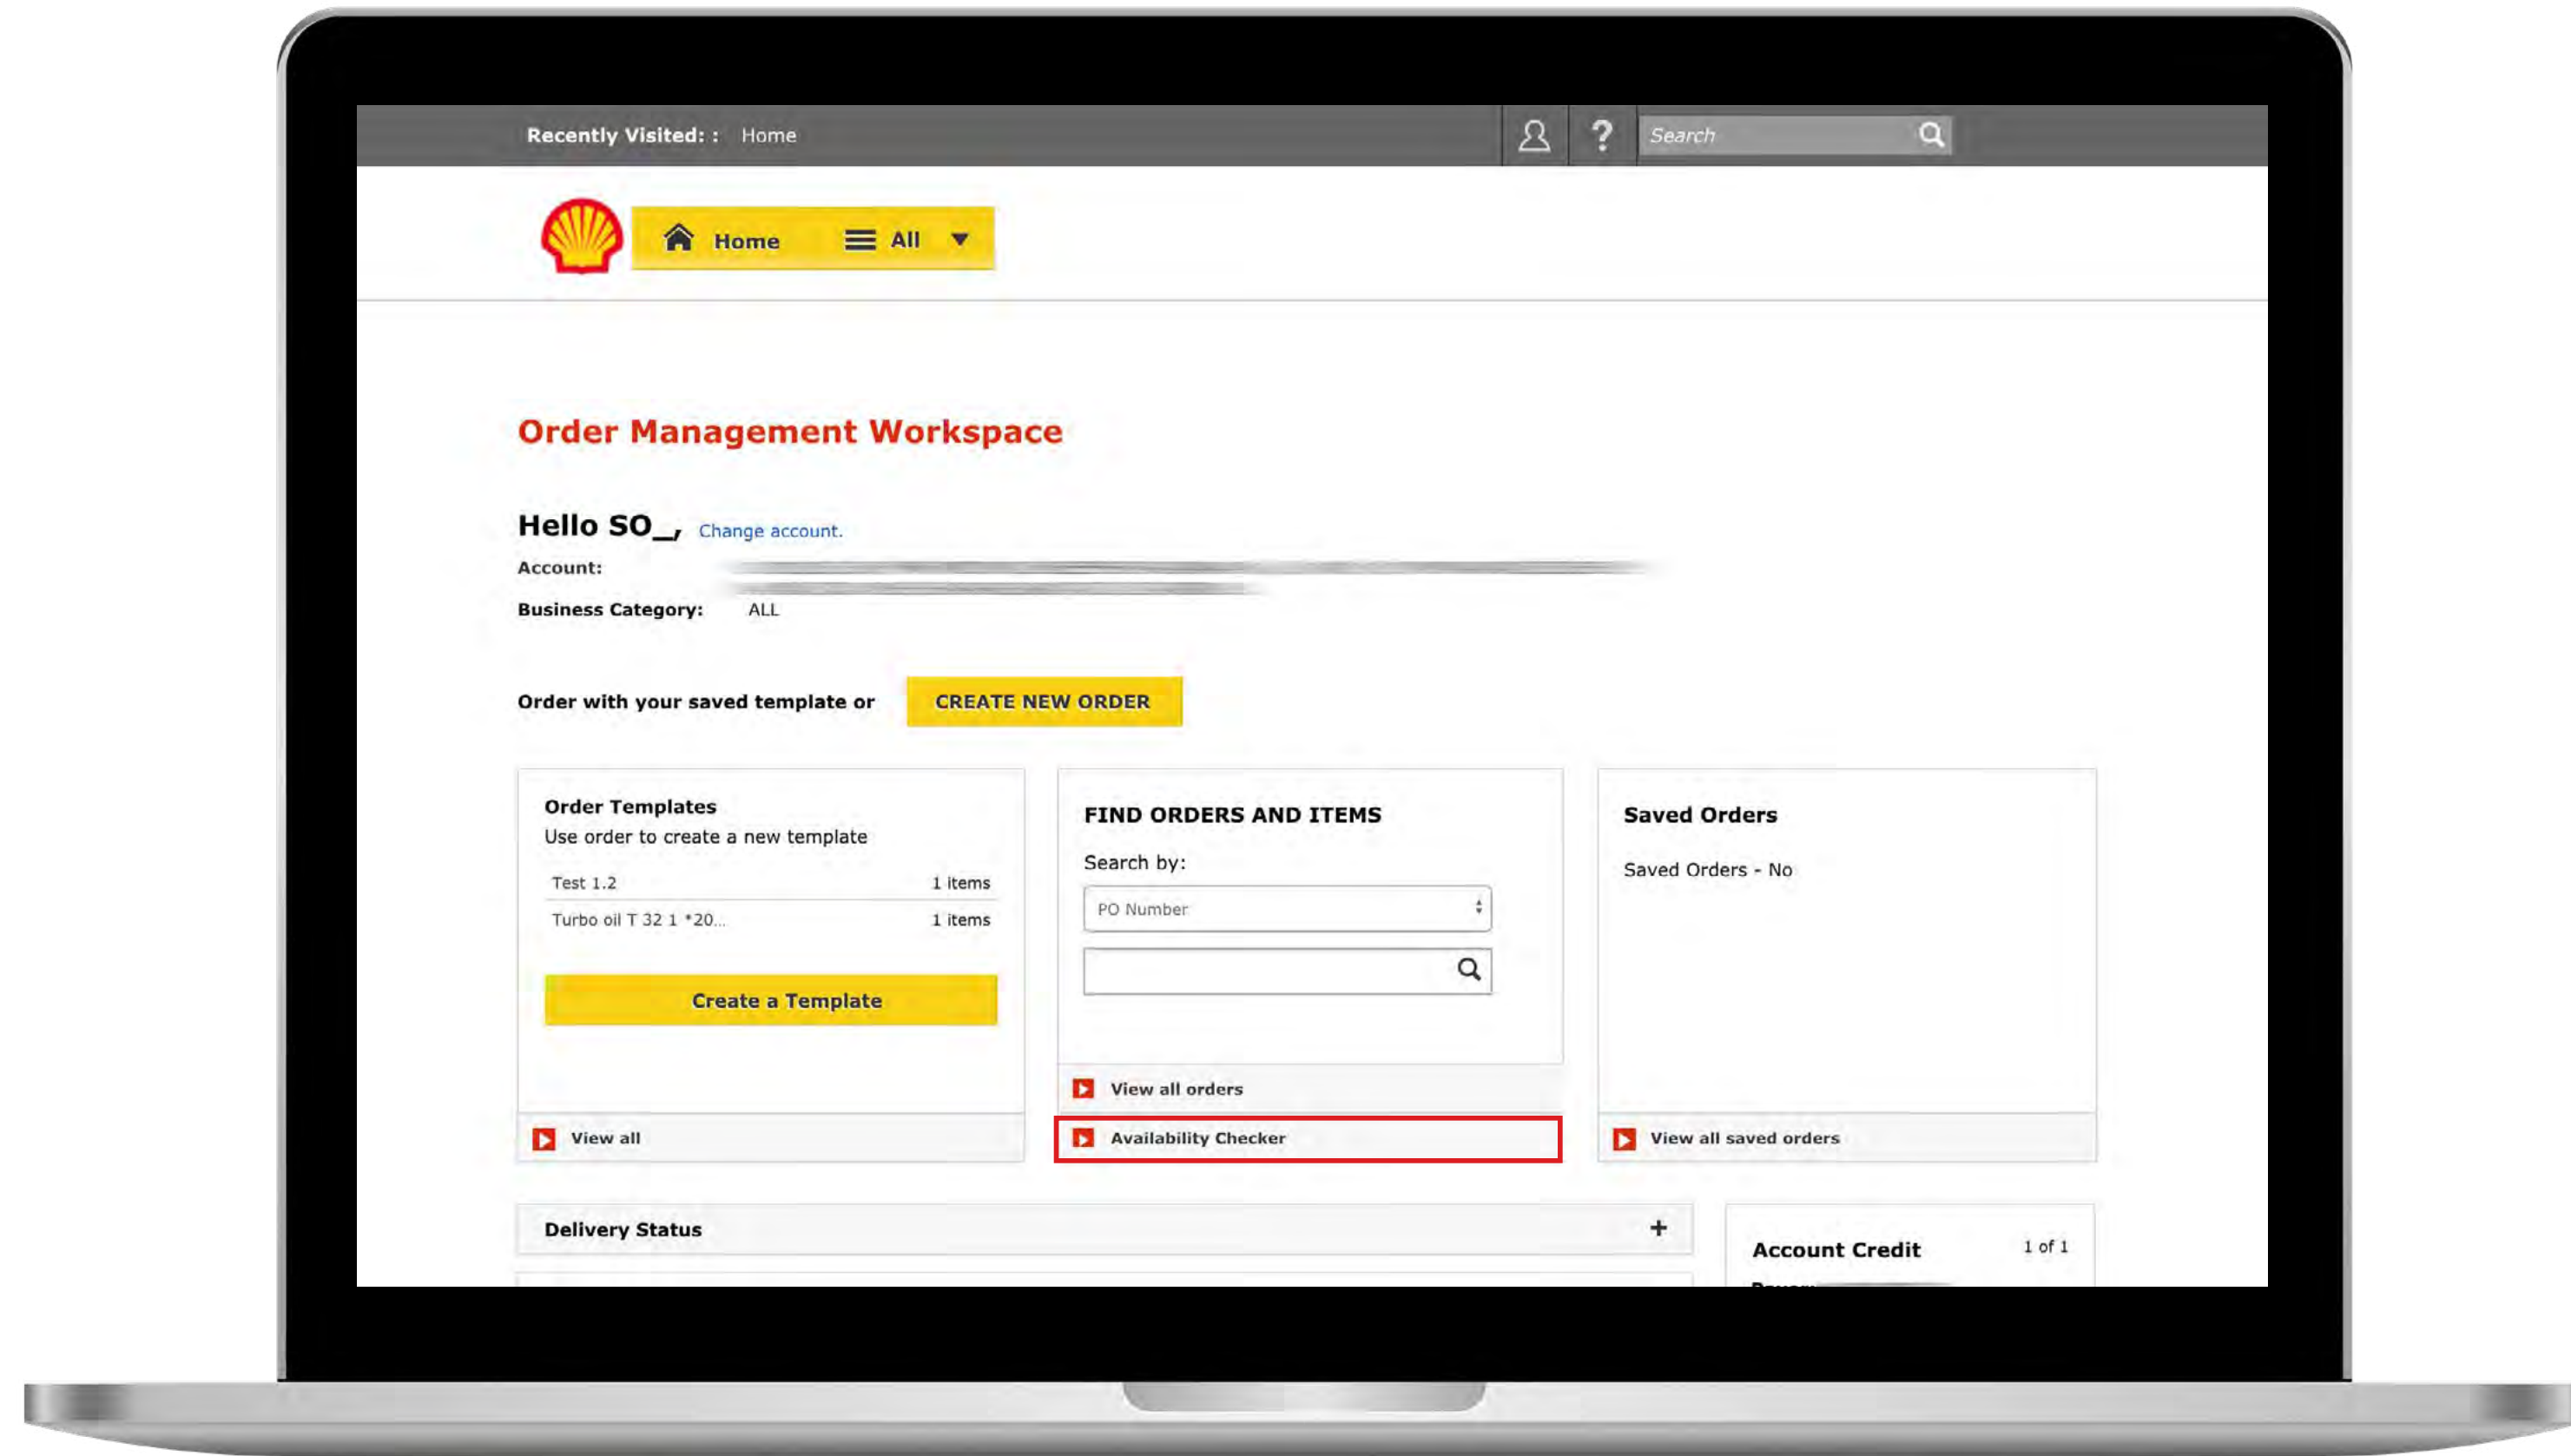 Recently Visited: : Home
Search
Home
All
Order Management Workspace
Hello SO_, Change account.
Account:
Business Category: ALL
Order with your saved template or CREATE NEW ORDER
Order Templates
Use order to create a new template
Test 1.2 1 items
Turbo oil T 32 1 *20... 1 items
Create a Template
View all
FIND ORDERS AND ITEMS
Search by:
PO Number
View all orders
Availability Checker
Saved Orders
Saved Orders - No
View all saved orders
Delivery Status
Account Credit 1 of 1